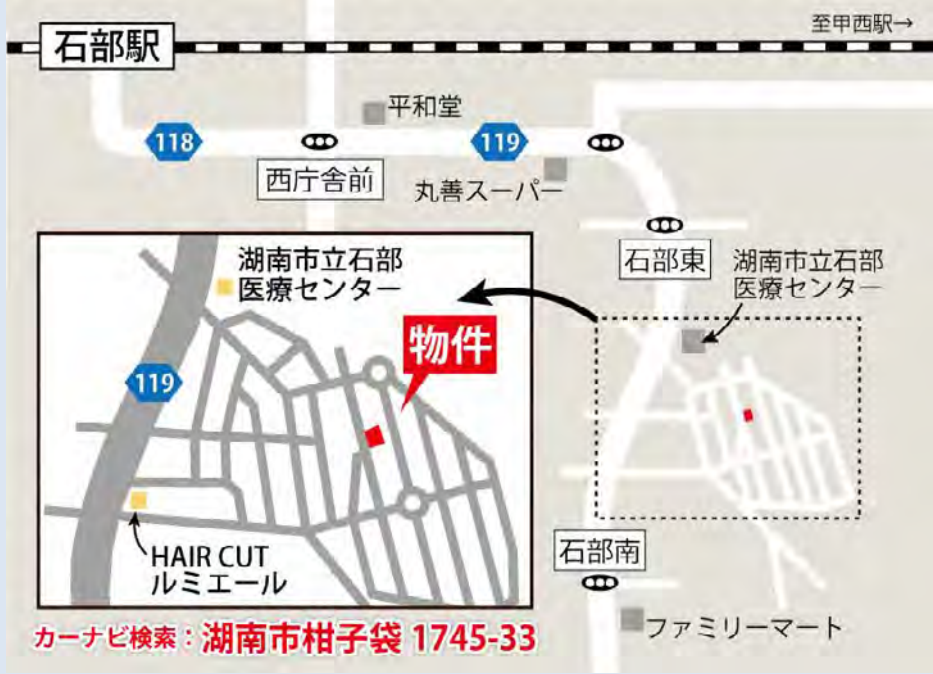 至甲西駅→
石部駅
平和堂
118
119
西庁舎前
丸善スーパー
石部東
湖南市立石部
医療センター
湖南市立石部
医療センター
物件
119
石部南
HAIR CUT
ルミエール
ファミリーマート
カーナビ検索：湖南市柑子袋 1745-33